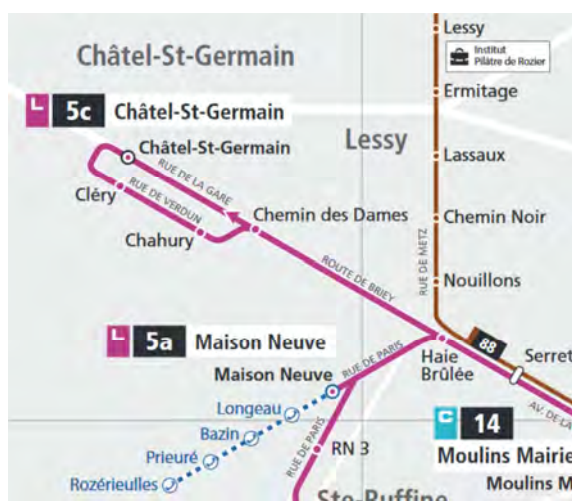 Lessy
Institut
Pilâtre de Rozier
Châtel-St-Germain
Ermitage
L 5c Châtel-St-Germain
Lessy
Châtel-St-Germain
Lassaux
RUE DE LA GARE
Cléry
RUE DE VERDUN
Chemin des Dames
Chemin Noir
Chahury
RUE DE METZ
ROUTE DE BRIEY
Nouillons
L 5a Maison Neuve
RUE DE PARIS
Haie
Brûlée
88
Serret
Maison Neuve
AV. DE LA
Longeau
C 14
Bazin
RUE DE PARIS
RN 3
Moulins Mairie
Prieuré
Moulins M
Rozérieulles
Ste-Ruffine